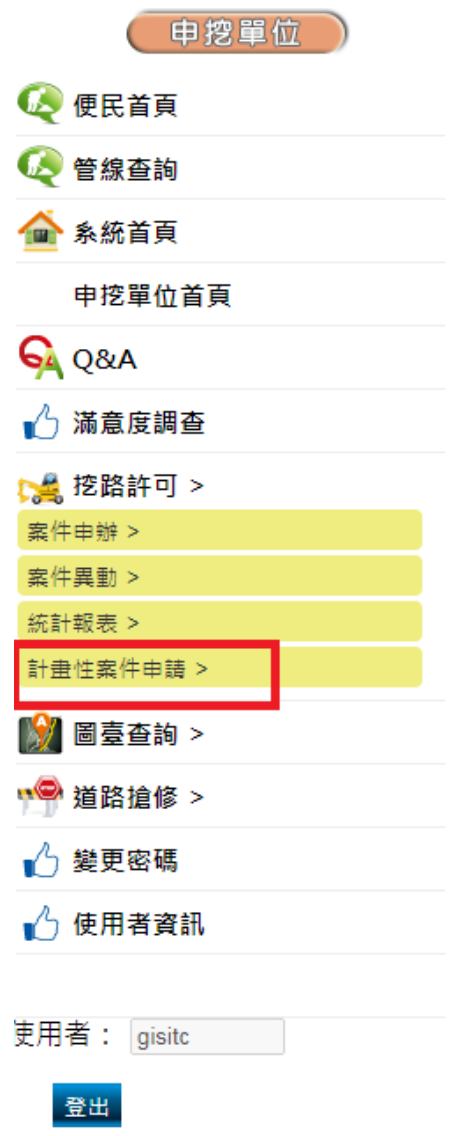 申挖單位
便民首頁
管線查詢
系統首頁
申挖單位首頁
Q&A
滿意度調查
挖路許可 >
案件申辦 >
案件異動 >
統計報表 >
計畫性案件申請 >
圖臺查詢 >
道路搶修 >
變更密碼
使用者資訊
使用者： gisitc
登出